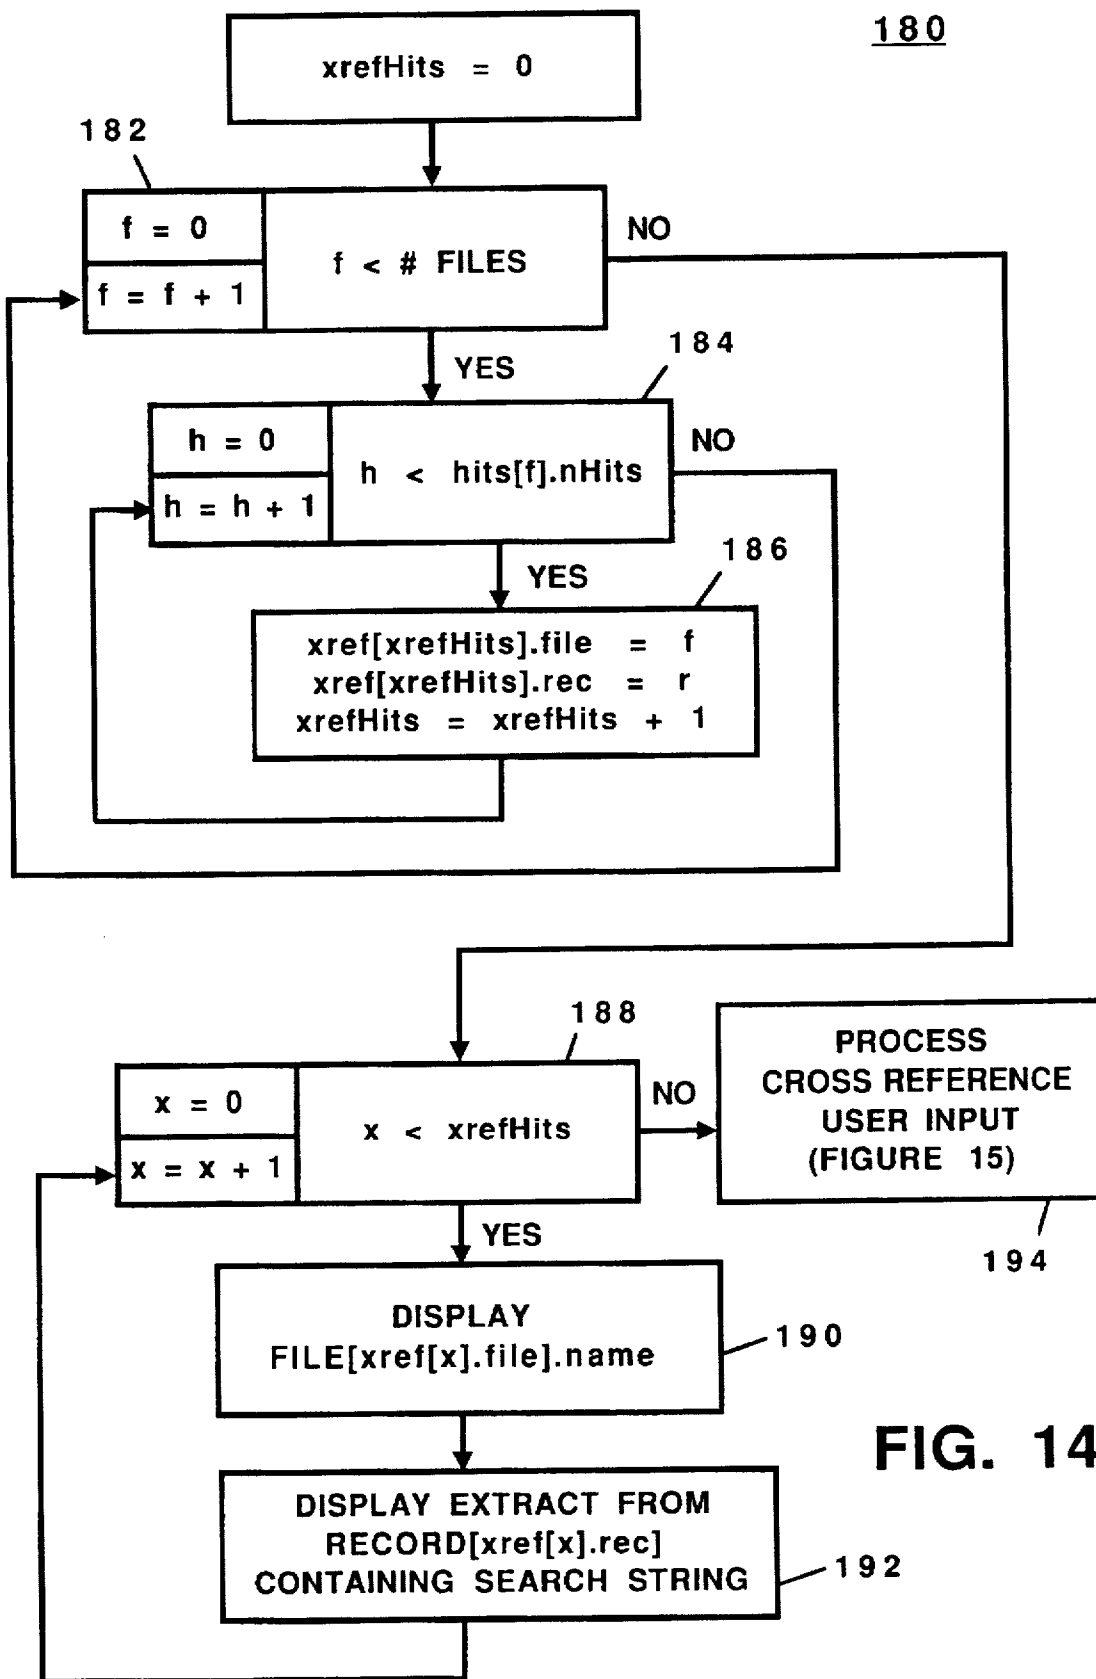 180
xrefHits = 0
182
f = 0
f = f + 1
f < # FILES
NO
YES
184
h = 0
h = h + 1
h < hits[f].nHits
NO
YES
186
xref[xrefHits].file = f
xref[xrefHits].rec = r
xrefHits = xrefHits + 1
188
x = 0
x = x + 1
x < xrefHits
NO
PROCESS
CROSS REFERENCE
USER INPUT
(FIGURE 15)
194
YES
DISPLAY
FILE[xref[x].file].name
190
FIG. 14
DISPLAY EXTRACT FROM
RECORD[xref[x].rec]
CONTAINING SEARCH STRING
192